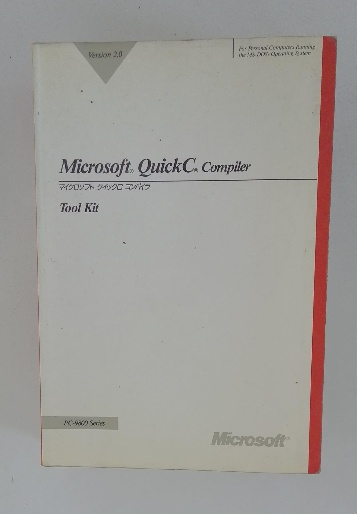 Version 2.0
For Personal Computers Running
the MS-DOS® Operating System
Microsoft® QuickC® Compiler
マイクロソフト クイックC コンパイラ
Tool Kit
PC-9800 Series
Microsoft®